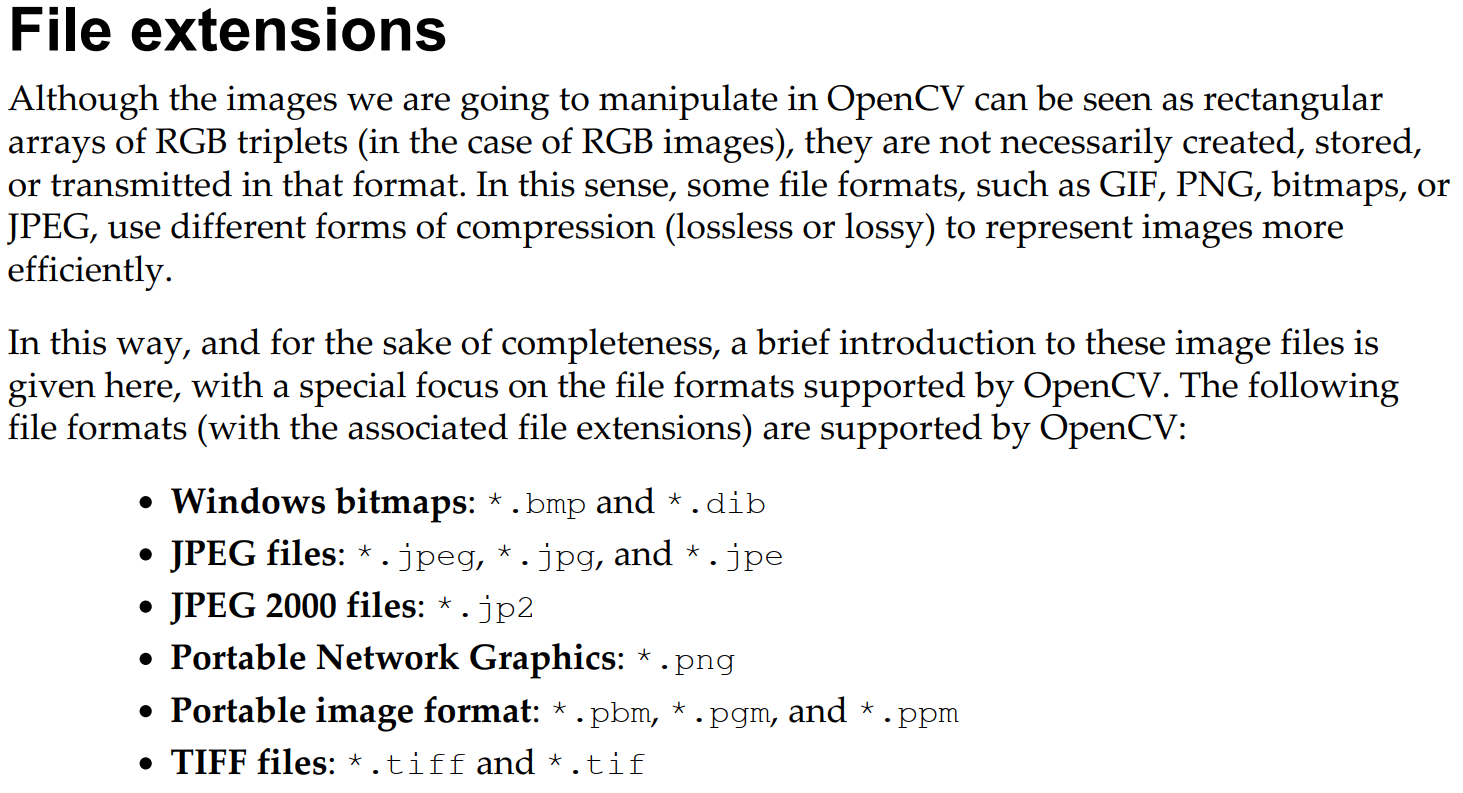 File extensions
Although the images we are going to manipulate in OpenCV can be seen as rectangular
arrays of RGB triplets (in the case of RGB images), they are not necessarily created, stored,
or transmitted in that format. In this sense, some file formats, such as GIF, PNG, bitmaps, or
JPEG, use different forms of compression (lossless or lossy) to represent images more
efficiently.
In this way, and for the sake of completeness, a brief introduction to these image files is
given here, with a special focus on the file formats supported by OpenCV. The following
file formats (with the associated file extensions) are supported by OpenCV:
• Windows bitmaps: *.bmp and *.dib
• JPEG files: *.jpeg, *.jpg, and *.jpe
• JPEG 2000 files: *.jp2
• Portable Network Graphics: *.png
• Portable image format: *.pbm, *.pgm, and *.ppm
• TIFF files: *.tiff and *.tif